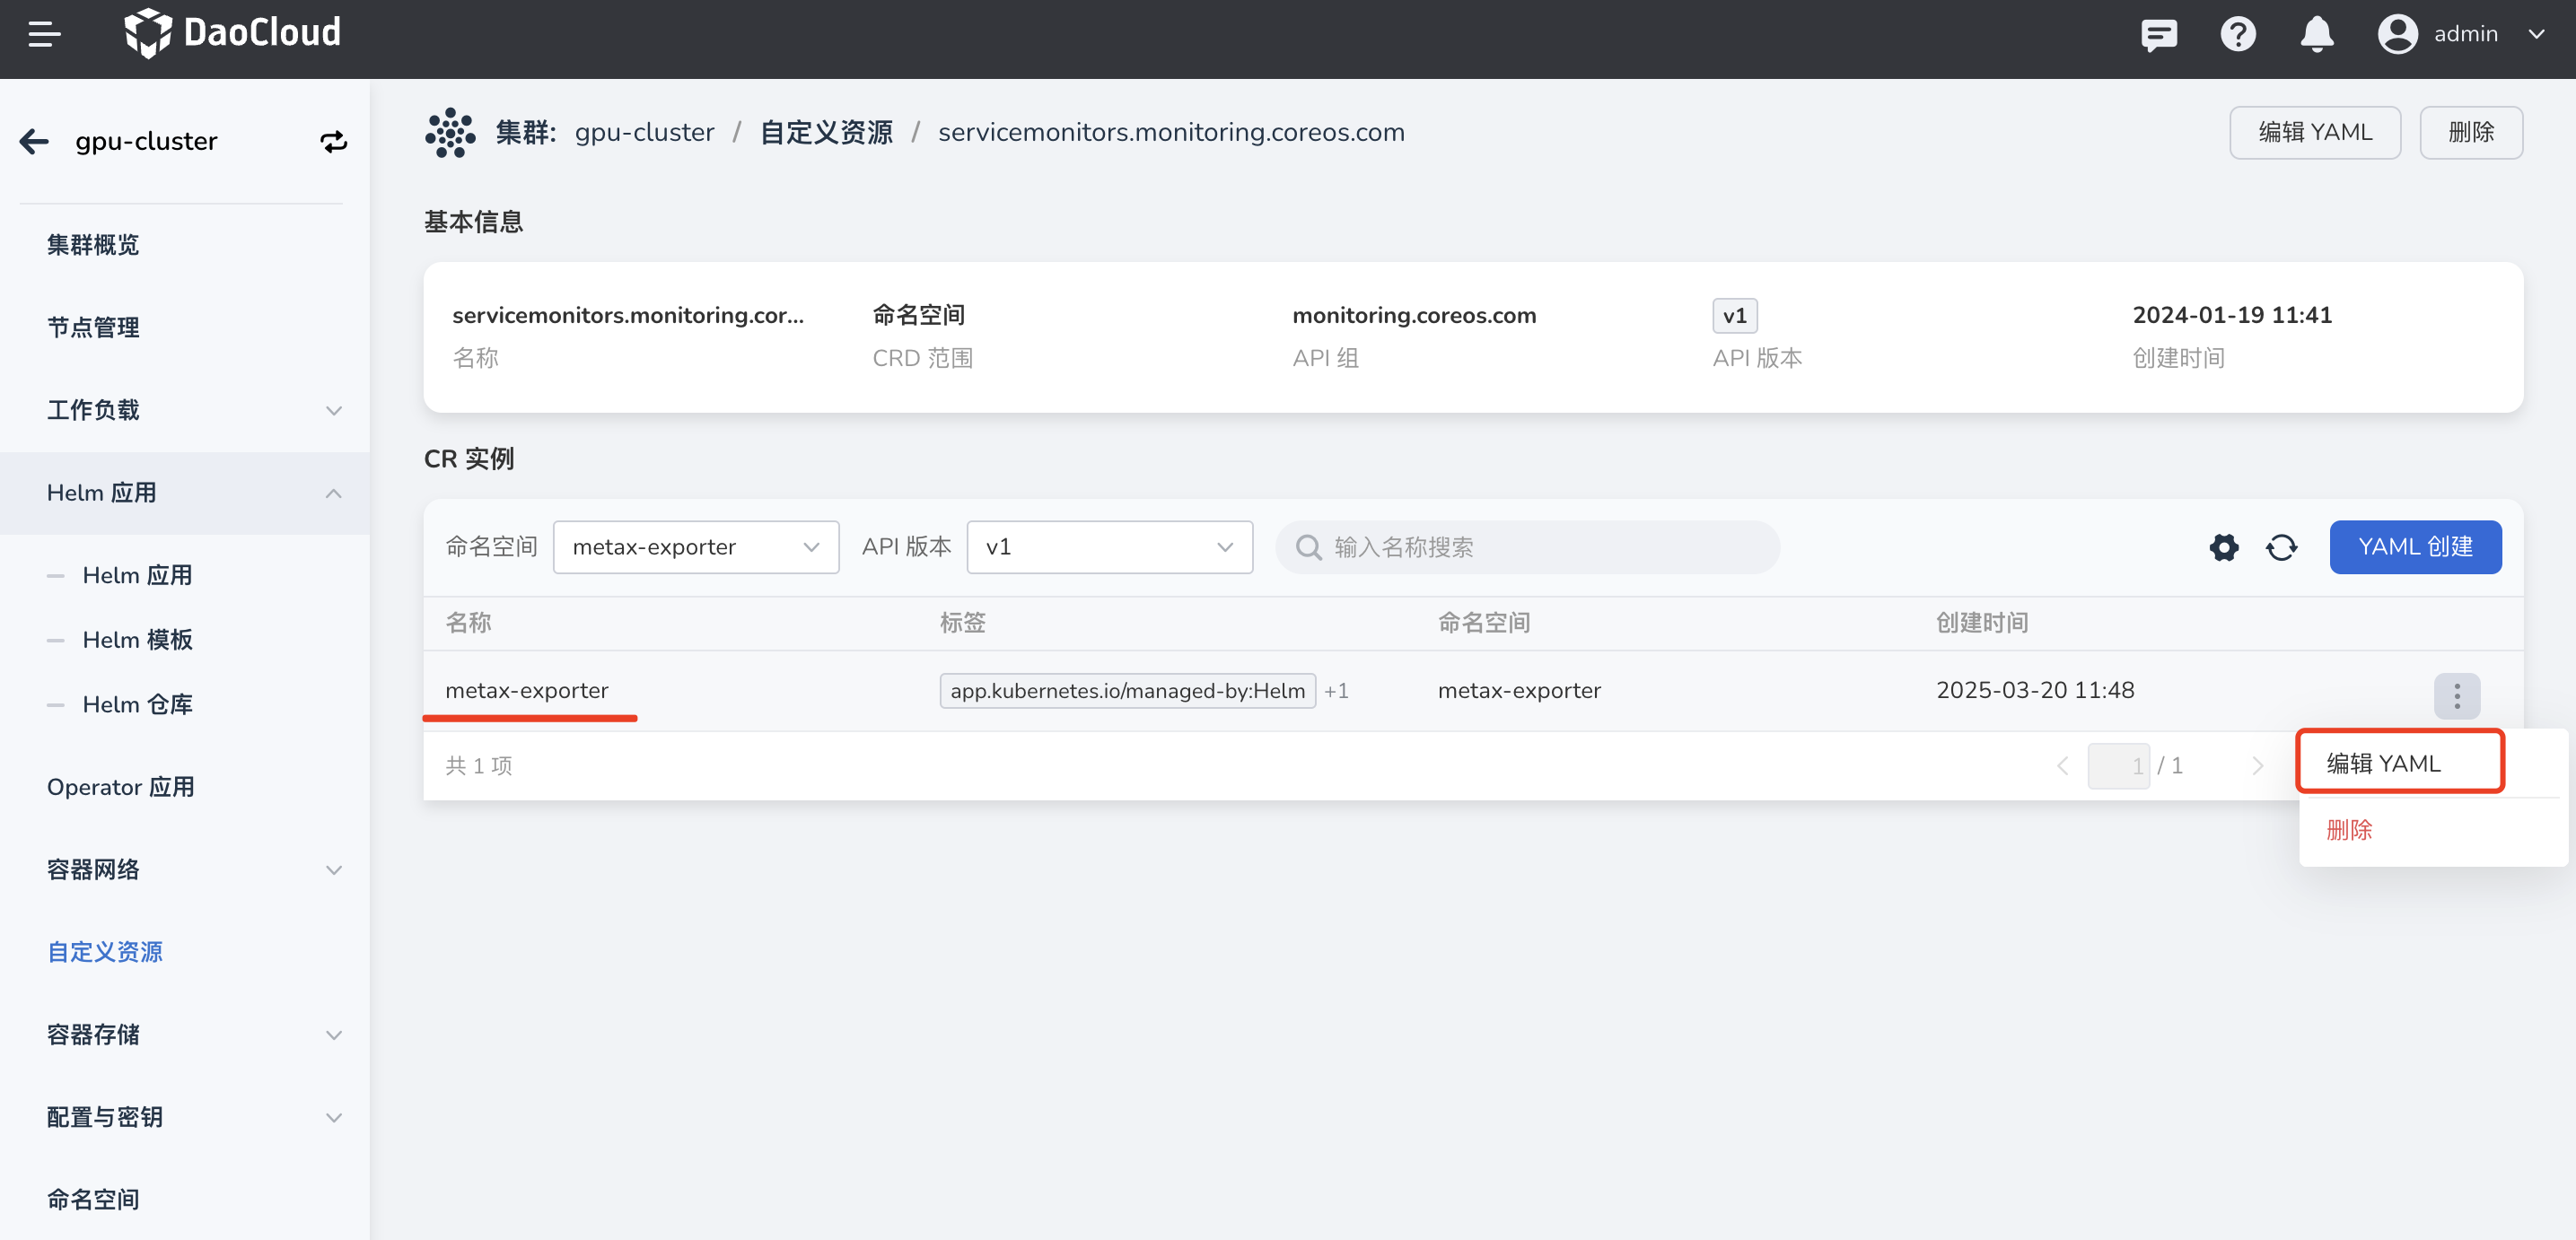 DaoCloud
admin
gpu-cluster
集群概览
节点管理
工作负载
Helm 应用
Helm 应用
Helm 模板
Helm 仓库
Operator 应用
容器网络
自定义资源
容器存储
配置与密钥
命名空间
集群: gpu-cluster / 自定义资源 / servicemonitors.monitoring.coreos.com
编辑 YAML
删除
基本信息
servicemonitors.monitoring.cor...
名称
命名空间
CRD 范围
monitoring.coreos.com
API 组
v1
API 版本
2024-01-19 11:41
创建时间
CR 实例
命名空间 metax-exporter API 版本 v1 输入名称搜索 YAML 创建
名称 标签 命名空间 创建时间
metax-exporter app.kubernetes.io/managed-by:Helm +1 metax-exporter 2025-03-20 11:48
共 1 项 1 / 1
编辑 YAML
删除